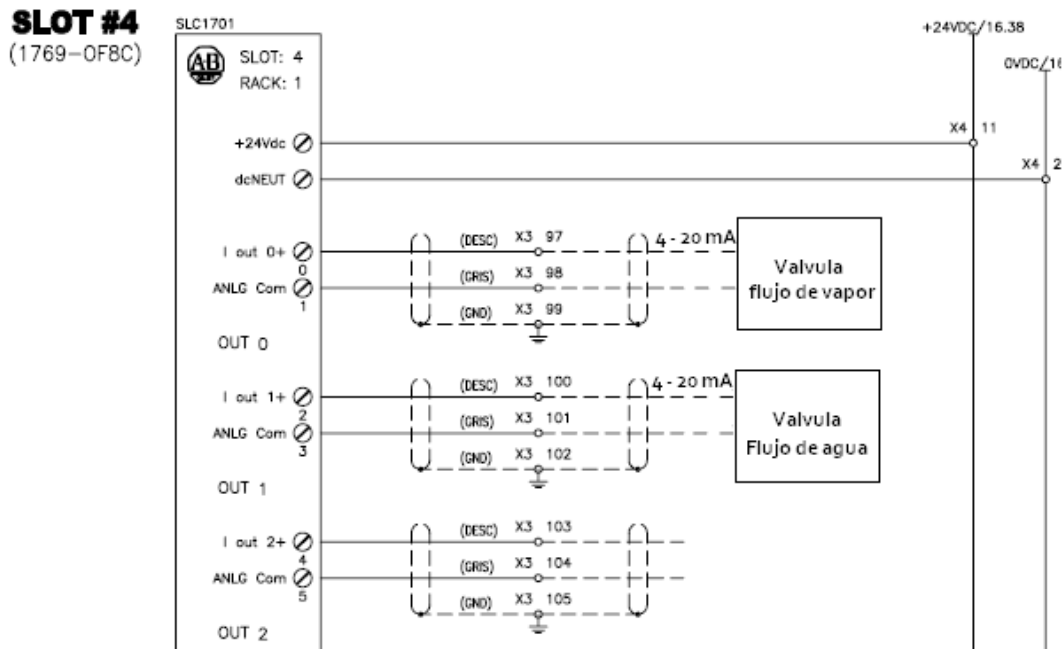 SLOT #4
(1769-OF8C)
SLC1701
AB
SLOT: 4
RACK: 1
+24VDC/16.38
0VDC/16
+24Vdc
X4 11
dcNEUT
X4 2
I out 0+
0
(DESC) X3 97
4 - 20 mA
ANLG Com
1
(GRIS) X3 98
(GND) X3 99
Valvula
flujo de vapor
OUT 0
I out 1+
2
(DESC) X3 100
4 - 20 mA
ANLG Com
3
(GRIS) X3 101
(GND) X3 102
Valvula
Flujo de agua
OUT 1
I out 2+
4
(DESC) X3 103
ANLG Com
5
(GRIS) X3 104
(GND) X3 105
OUT 2